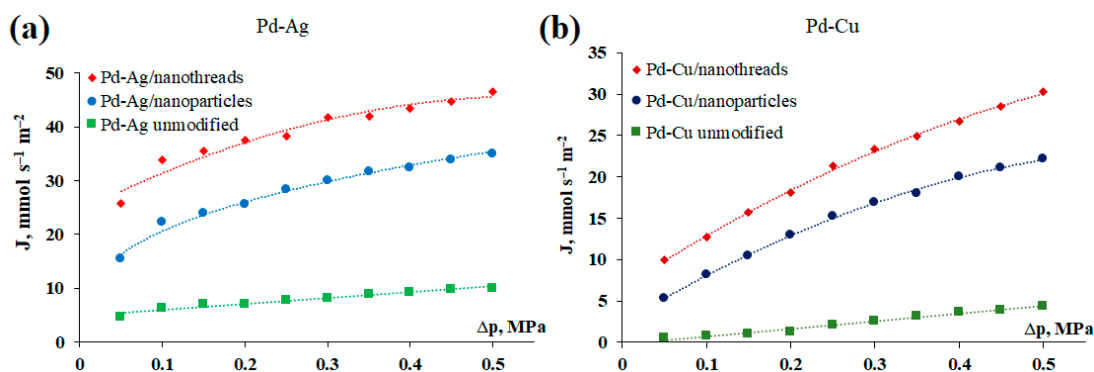 (a)
Pd-Ag
J, mmol s⁻¹ m⁻²
50
40
30
20
10
0
Pd-Ag/nanothreads
Pd-Ag/nanoparticles
Pd-Ag unmodified
Δp, MPa
0
0.1
0.2
0.3
0.4
0.5
(b)
Pd-Cu
J, mmol s⁻¹ m⁻²
35
30
25
20
15
10
5
0
Pd-Cu/nanothreads
Pd-Cu/nanoparticles
Pd-Cu unmodified
Δp, MPa
0
0.1
0.2
0.3
0.4
0.5